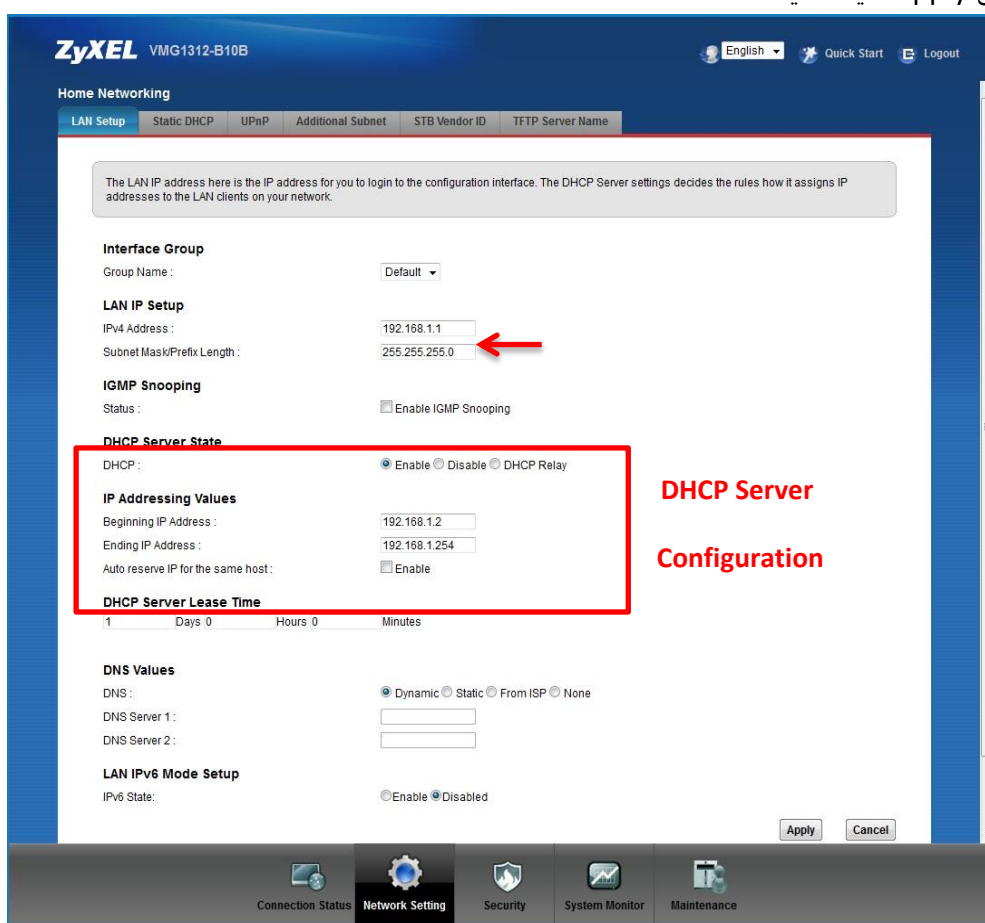 ZyXEL VMG1312-B10B English Quick Start Logout
Home Networking
LAN Setup Static DHCP UPnP Additional Subnet STB Vendor ID TFTP Server Name
The LAN IP address here is the IP address for you to login to the configuration interface. The DHCP Server settings decides the rules how it assigns IP
addresses to the LAN clients on your network.
Interface Group
Group Name : Default
LAN IP Setup
IPv4 Address : 192.168.1.1
Subnet Mask/Prefix Length : 255.255.255.0
IGMP Snooping
Status : Enable IGMP Snooping
DHCP Server State
DHCP : Enable Disable DHCP Relay
DHCP Server
IP Addressing Values
Beginning IP Address : 192.168.1.2
Ending IP Address : 192.168.1.254
Configuration
Auto reserve IP for the same host : Enable
DHCP Server Lease Time
1 Days 0 Hours 0 Minutes
DNS Values
DNS : Dynamic Static From ISP None
DNS Server 1 :
DNS Server 2 :
LAN IPv6 Mode Setup
IPv6 State: Enable Disabled
Apply Cancel
Connection Status Network Setting Security System Monitor Maintenance